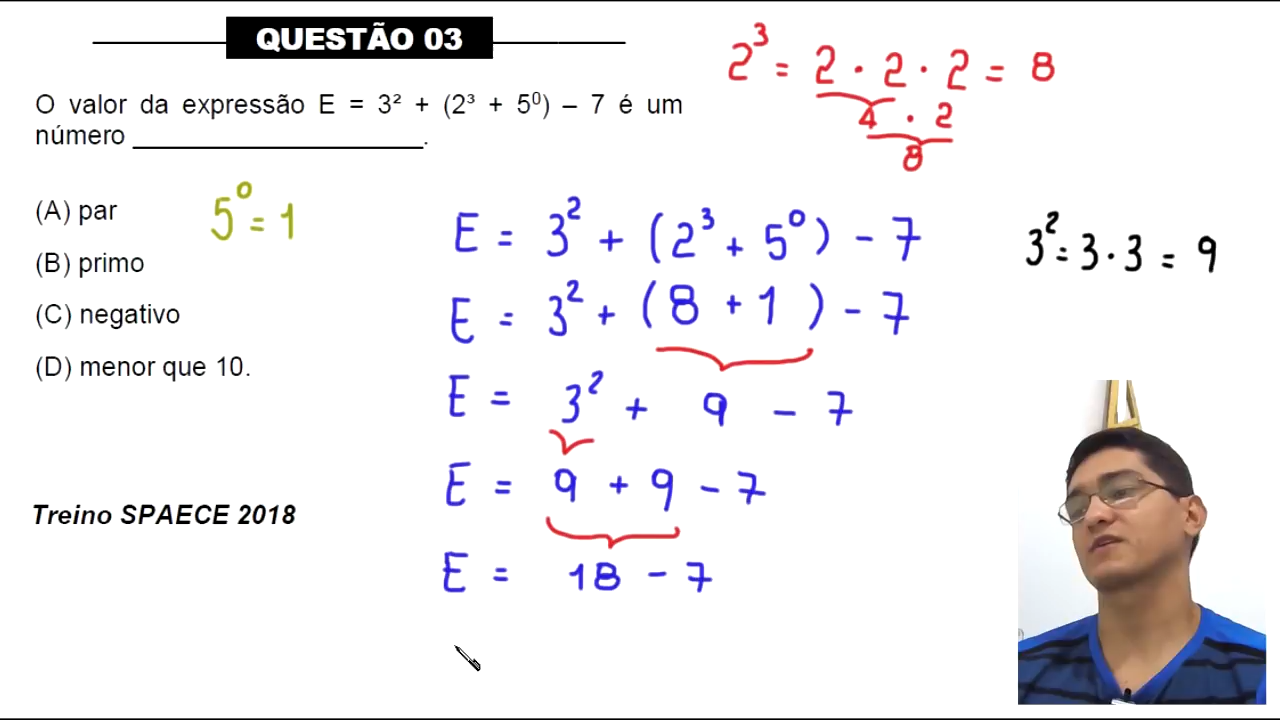 QUESTÃO 03
O valor da expressão E = 3² + (2³ + 5⁰) – 7 é um
número ____________________.
(A) par
(B) primo
(C) negativo
(D) menor que 10.
Treino SPAECE 2018
5⁰ = 1
2³ = 2 · 2 · 2 = 8
4 · 2
8
E = 3² + (2³ + 5⁰) - 7
E = 3² + (8 + 1) - 7
E = 3² + 9 - 7
E = 9 + 9 - 7
E = 18 - 7
3² = 3 · 3 = 9